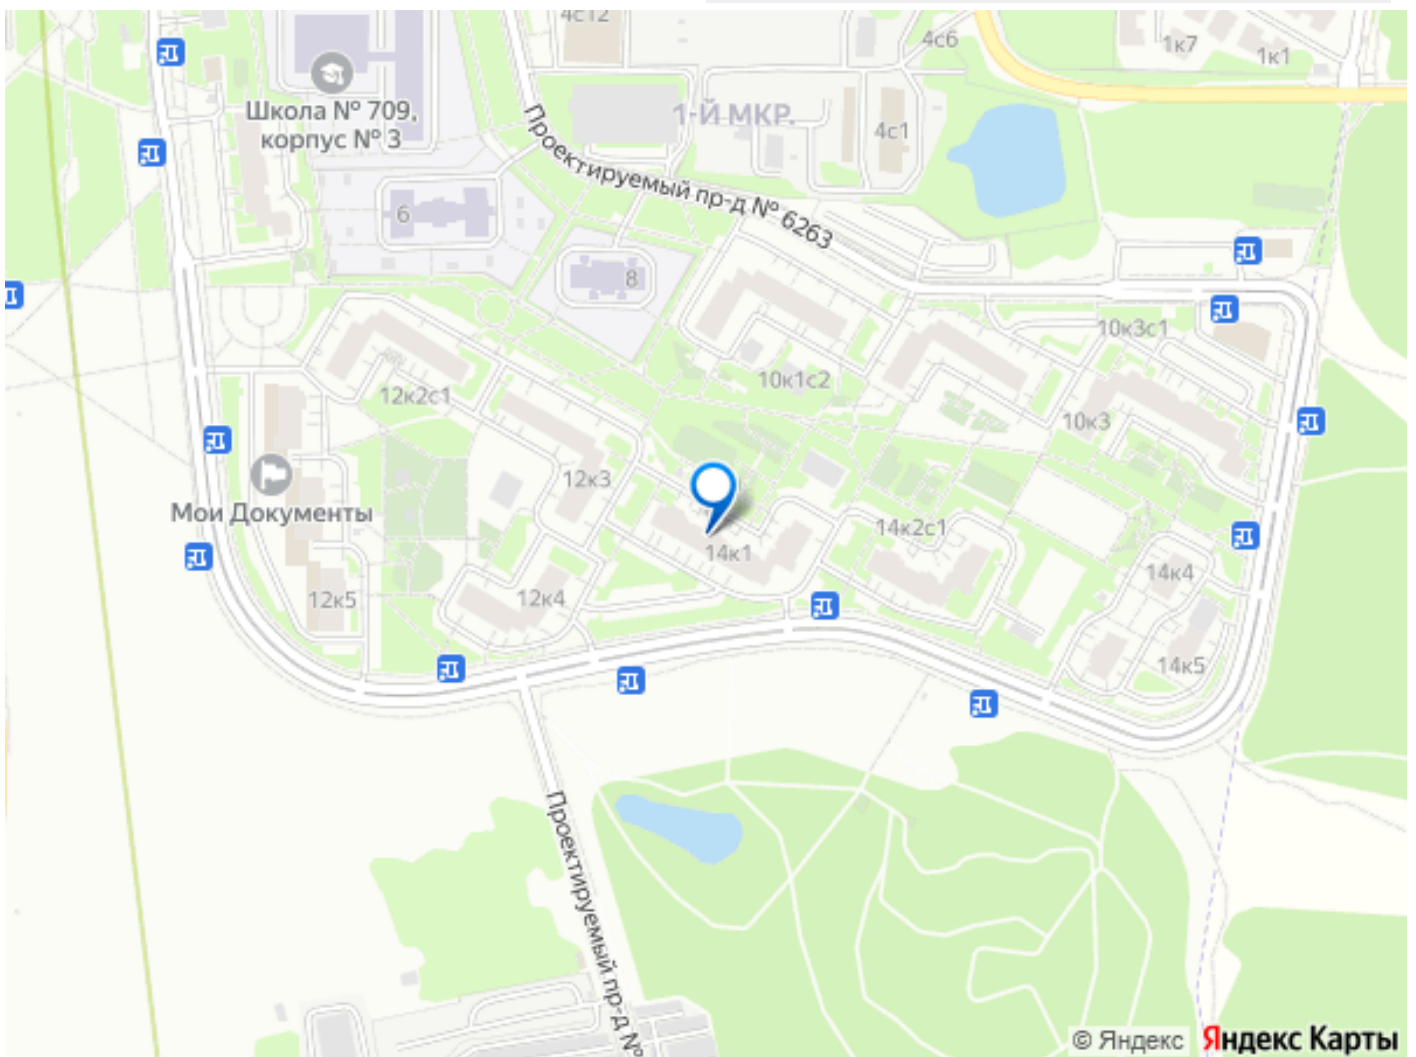 4с12
4с6
1к7
1к1
Школа № 709,
корпус № 3
1-Й МКР.
4с1
Проектируемый пр-д № 6263
6
8
10к3с1
10к1с2
12к2с1
10к3
12к3
Мои Документы
14к1
14к2с1
14к4
12к5
12к4
14к5
Проектируемый пр-д №
© Яндекс Яндекс Карты